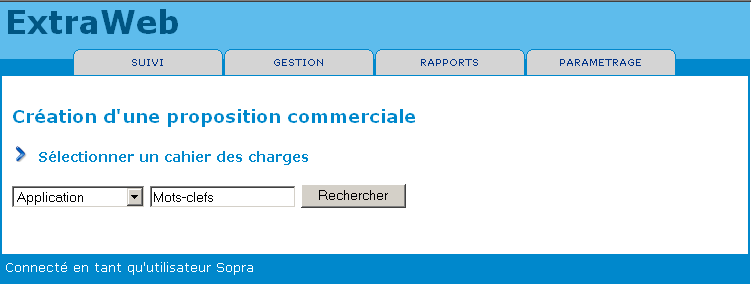 ExtraWeb
SUIVI GESTION RAPPORTS PARAMETRAGE
Création d'une proposition commerciale
Sélectionner un cahier des charges
Application Mots-clefs Rechercher
Connecté en tant qu'utilisateur Sopra